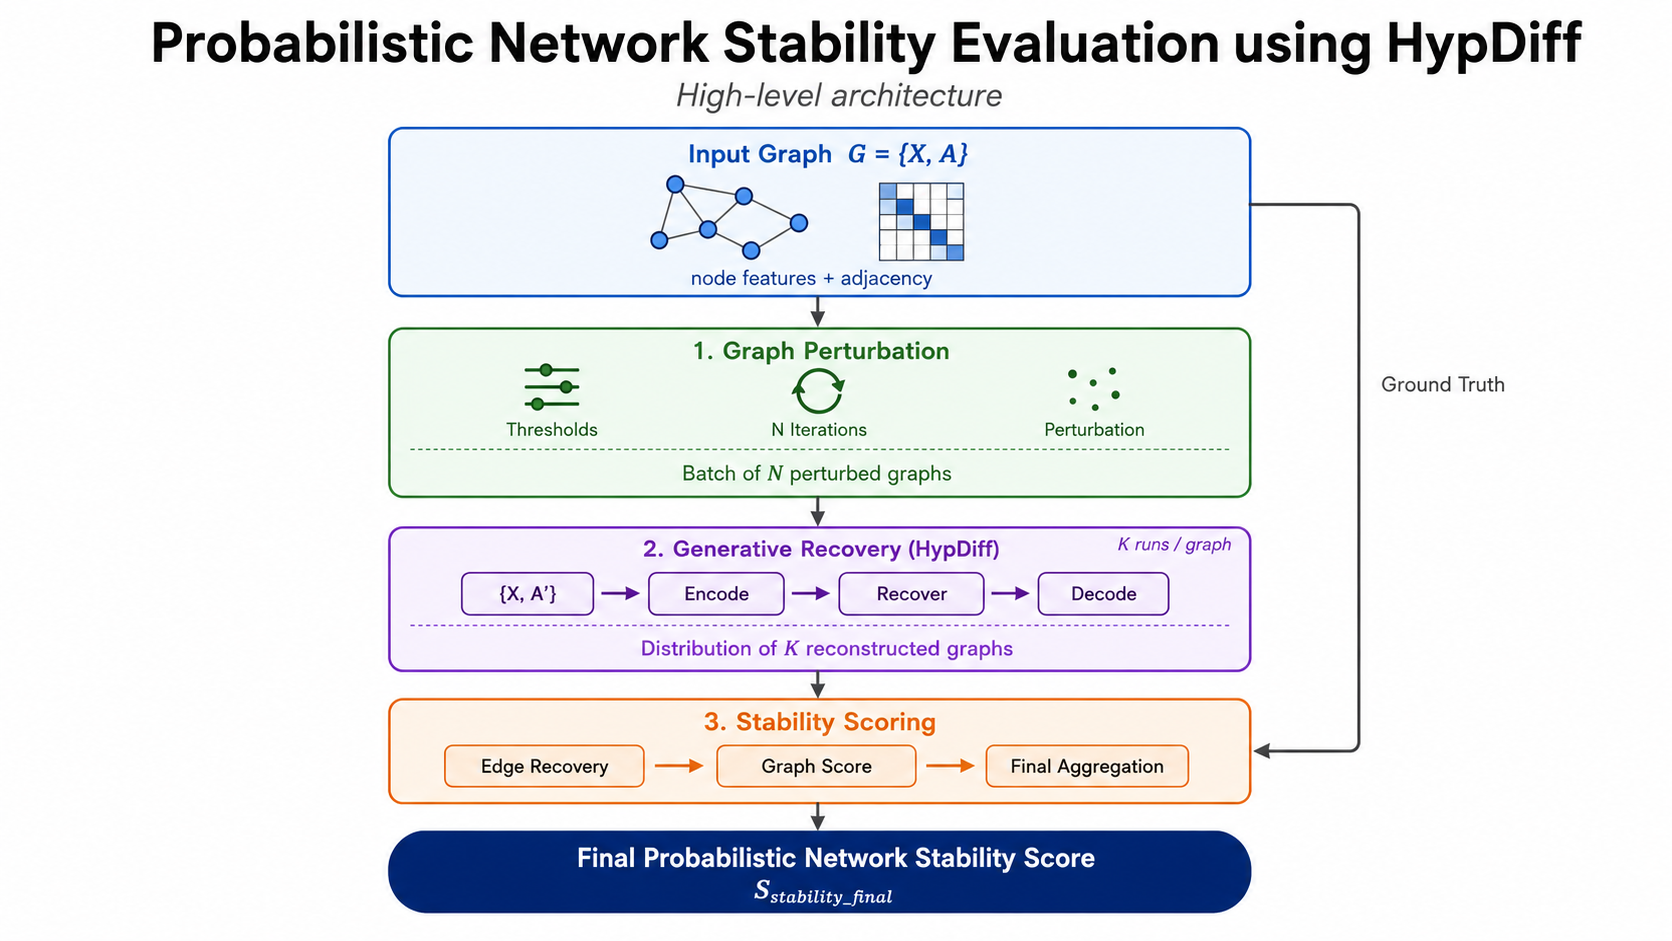 Probabilistic Network Stability Evaluation using HypDiff
High-level architecture
Input Graph G = {X, A}
node features + adjacency
1. Graph Perturbation
Thresholds
N Iterations
Perturbation
Batch of N perturbed graphs
Ground Truth
2. Generative Recovery (HypDiff)
K runs / graph
{X, A′}
Encode
Recover
Decode
Distribution of K reconstructed graphs
3. Stability Scoring
Edge Recovery
Graph Score
Final Aggregation
Final Probabilistic Network Stability Score
S_stability_final